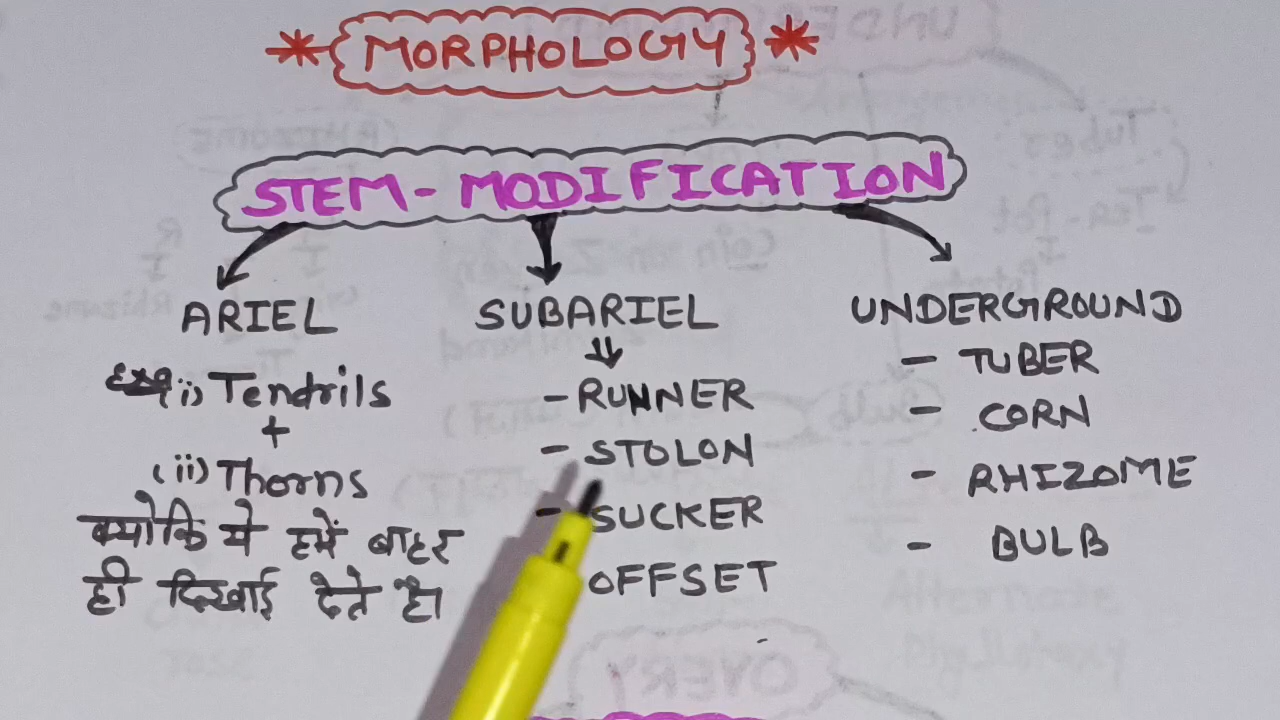 * MORPHOLOGY *
STEM-MODIFICATION
ARIEL
(i) Tendrils
+
(ii) Thorns
क्योकि ये हमें बाहर
ही दिखाई देते है।
SUBARIEL
- RUNNER
- STOLON
- SUCKER
OFFSET
UNDERGROUND
- TUBER
- CORN
- RHIZOME
- BULB